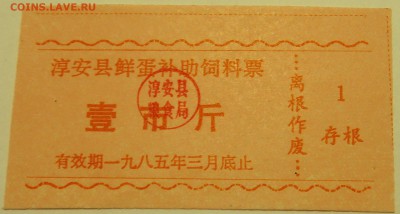 COINS.LAVE.RU
淳安县鲜蛋补助饲料票
淳安县
粮食局
壹市斤
有效期一九八五年三月底止
离根作废
1
存根